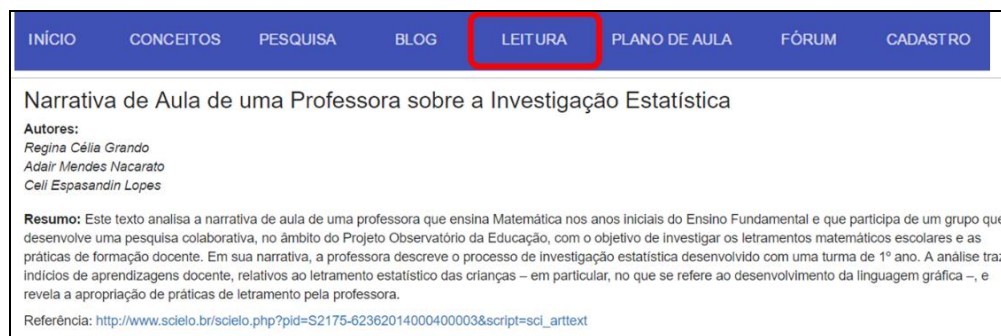 INÍCIO CONCEITOS PESQUISA BLOG LEITURA PLANO DE AULA FÓRUM CADASTRO
Narrativa de Aula de uma Professora sobre a Investigação Estatística
Autores:
Regina Célia Grando
Adair Mendes Nacarato
Celi Espasandin Lopes
Resumo: Este texto analisa a narrativa de aula de uma professora que ensina Matemática nos anos iniciais do Ensino Fundamental e que participa de um grupo que
desenvolve uma pesquisa colaborativa, no âmbito do Projeto Observatório da Educação, com o objetivo de investigar os letramentos matemáticos escolares e as
práticas de formação docente. Em sua narrativa, a professora descreve o processo de investigação estatística desenvolvido com uma turma de 1º ano. A análise traz
indícios de aprendizagens docente, relativos ao letramento estatístico das crianças – em particular, no que se refere ao desenvolvimento da linguagem gráfica –, e
revela a apropriação de práticas de letramento pela professora.
Referência: http://www.scielo.br/scielo.php?pid=S2175-62362014000400003&script=sci_arttext